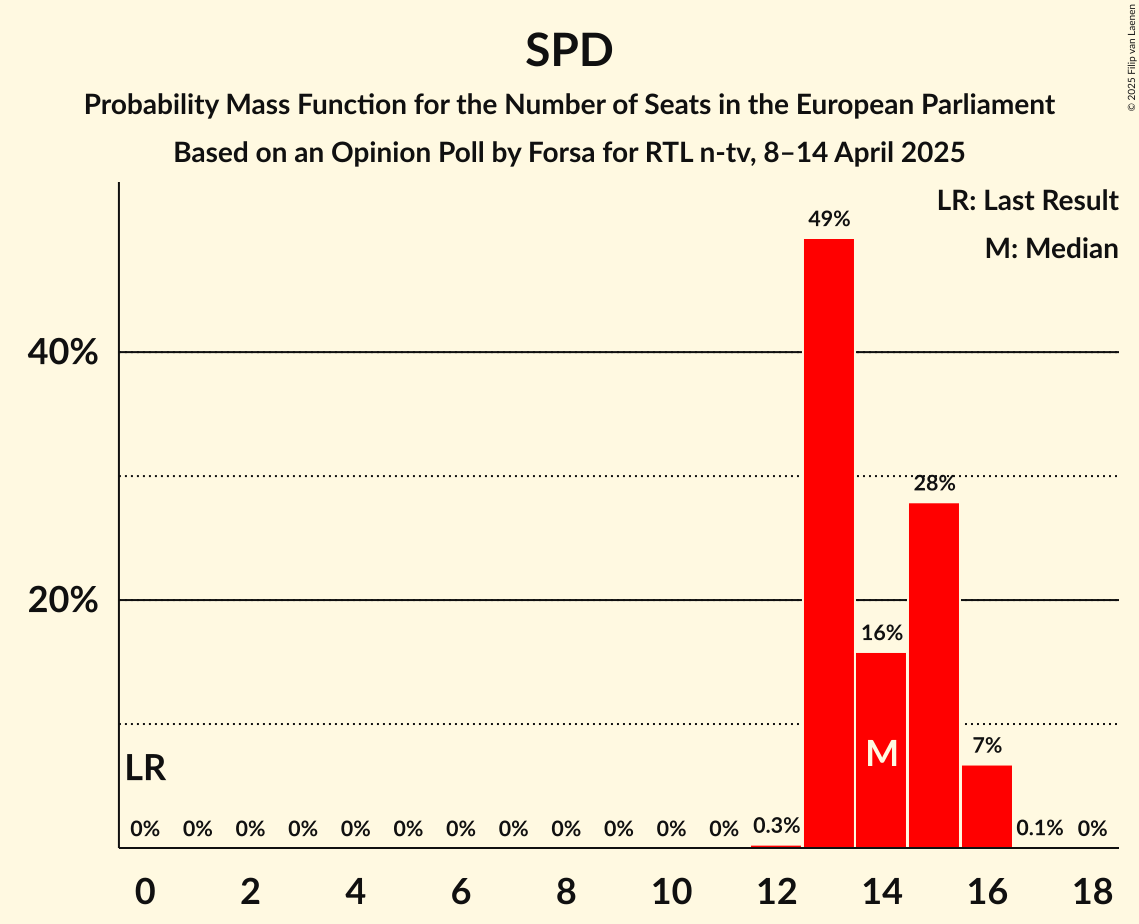 SPD
Probability Mass Function for the Number of Seats in the European Parliament
Based on an Opinion Poll by Forsa for RTL n-tv, 8–14 April 2025
© 2025 Filip van Laenen
LR: Last Result
M: Median
49%
40%
28%
20%
16%
M
7%
LR
0% 0% 0% 0% 0% 0% 0% 0% 0% 0% 0% 0% 0.3% 0.1% 0%
0 2 4 6 8 10 12 14 16 18